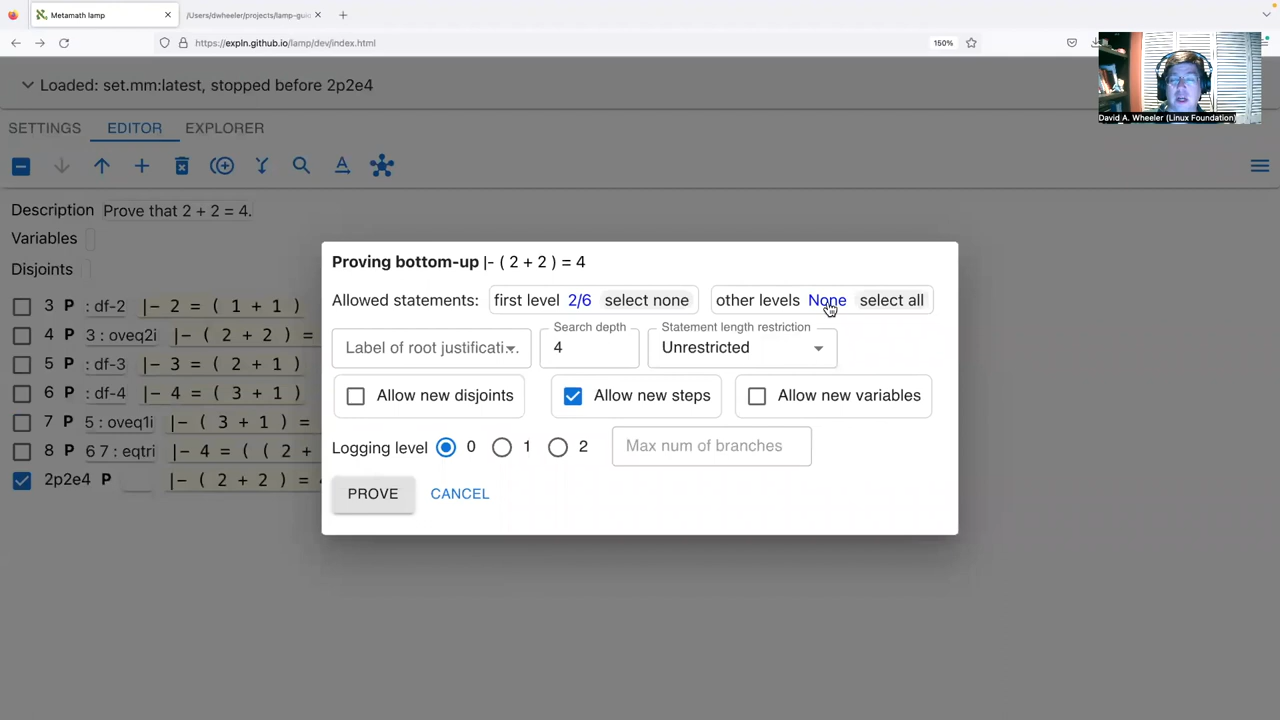 Metamath lamp
/Users/dwheeler/projects/lamp-gui
https://expln.github.io/lamp/dev/index.html
150%
David A. Wheeler (Linux Foundation)
Loaded: set.mm:latest, stopped before 2p2e4
SETTINGS EDITOR EXPLORER
Description Prove that 2 + 2 = 4.
Variables
Disjoints
3 P : df-2 |- 2 = ( 1 + 1 )
4 P 3 : oveq2i |- ( 2 + 2 ) =
5 P : df-3 |- 3 = ( 2 + 1 )
6 P : df-4 |- 4 = ( 3 + 1 )
7 P 5 : oveq1i |- ( 3 + 1 ) =
8 P 6 7 : eqtri |- 4 = ( ( 2 +
2p2e4 P |- ( 2 + 2 ) =
Proving bottom-up |- ( 2 + 2 ) = 4
Allowed statements: first level 2/6 select none other levels None select all
Label of root justificati...
Search depth
4
Statement length restriction
Unrestricted
Allow new disjoints Allow new steps Allow new variables
Logging level 0 1 2 Max num of branches
PROVE CANCEL